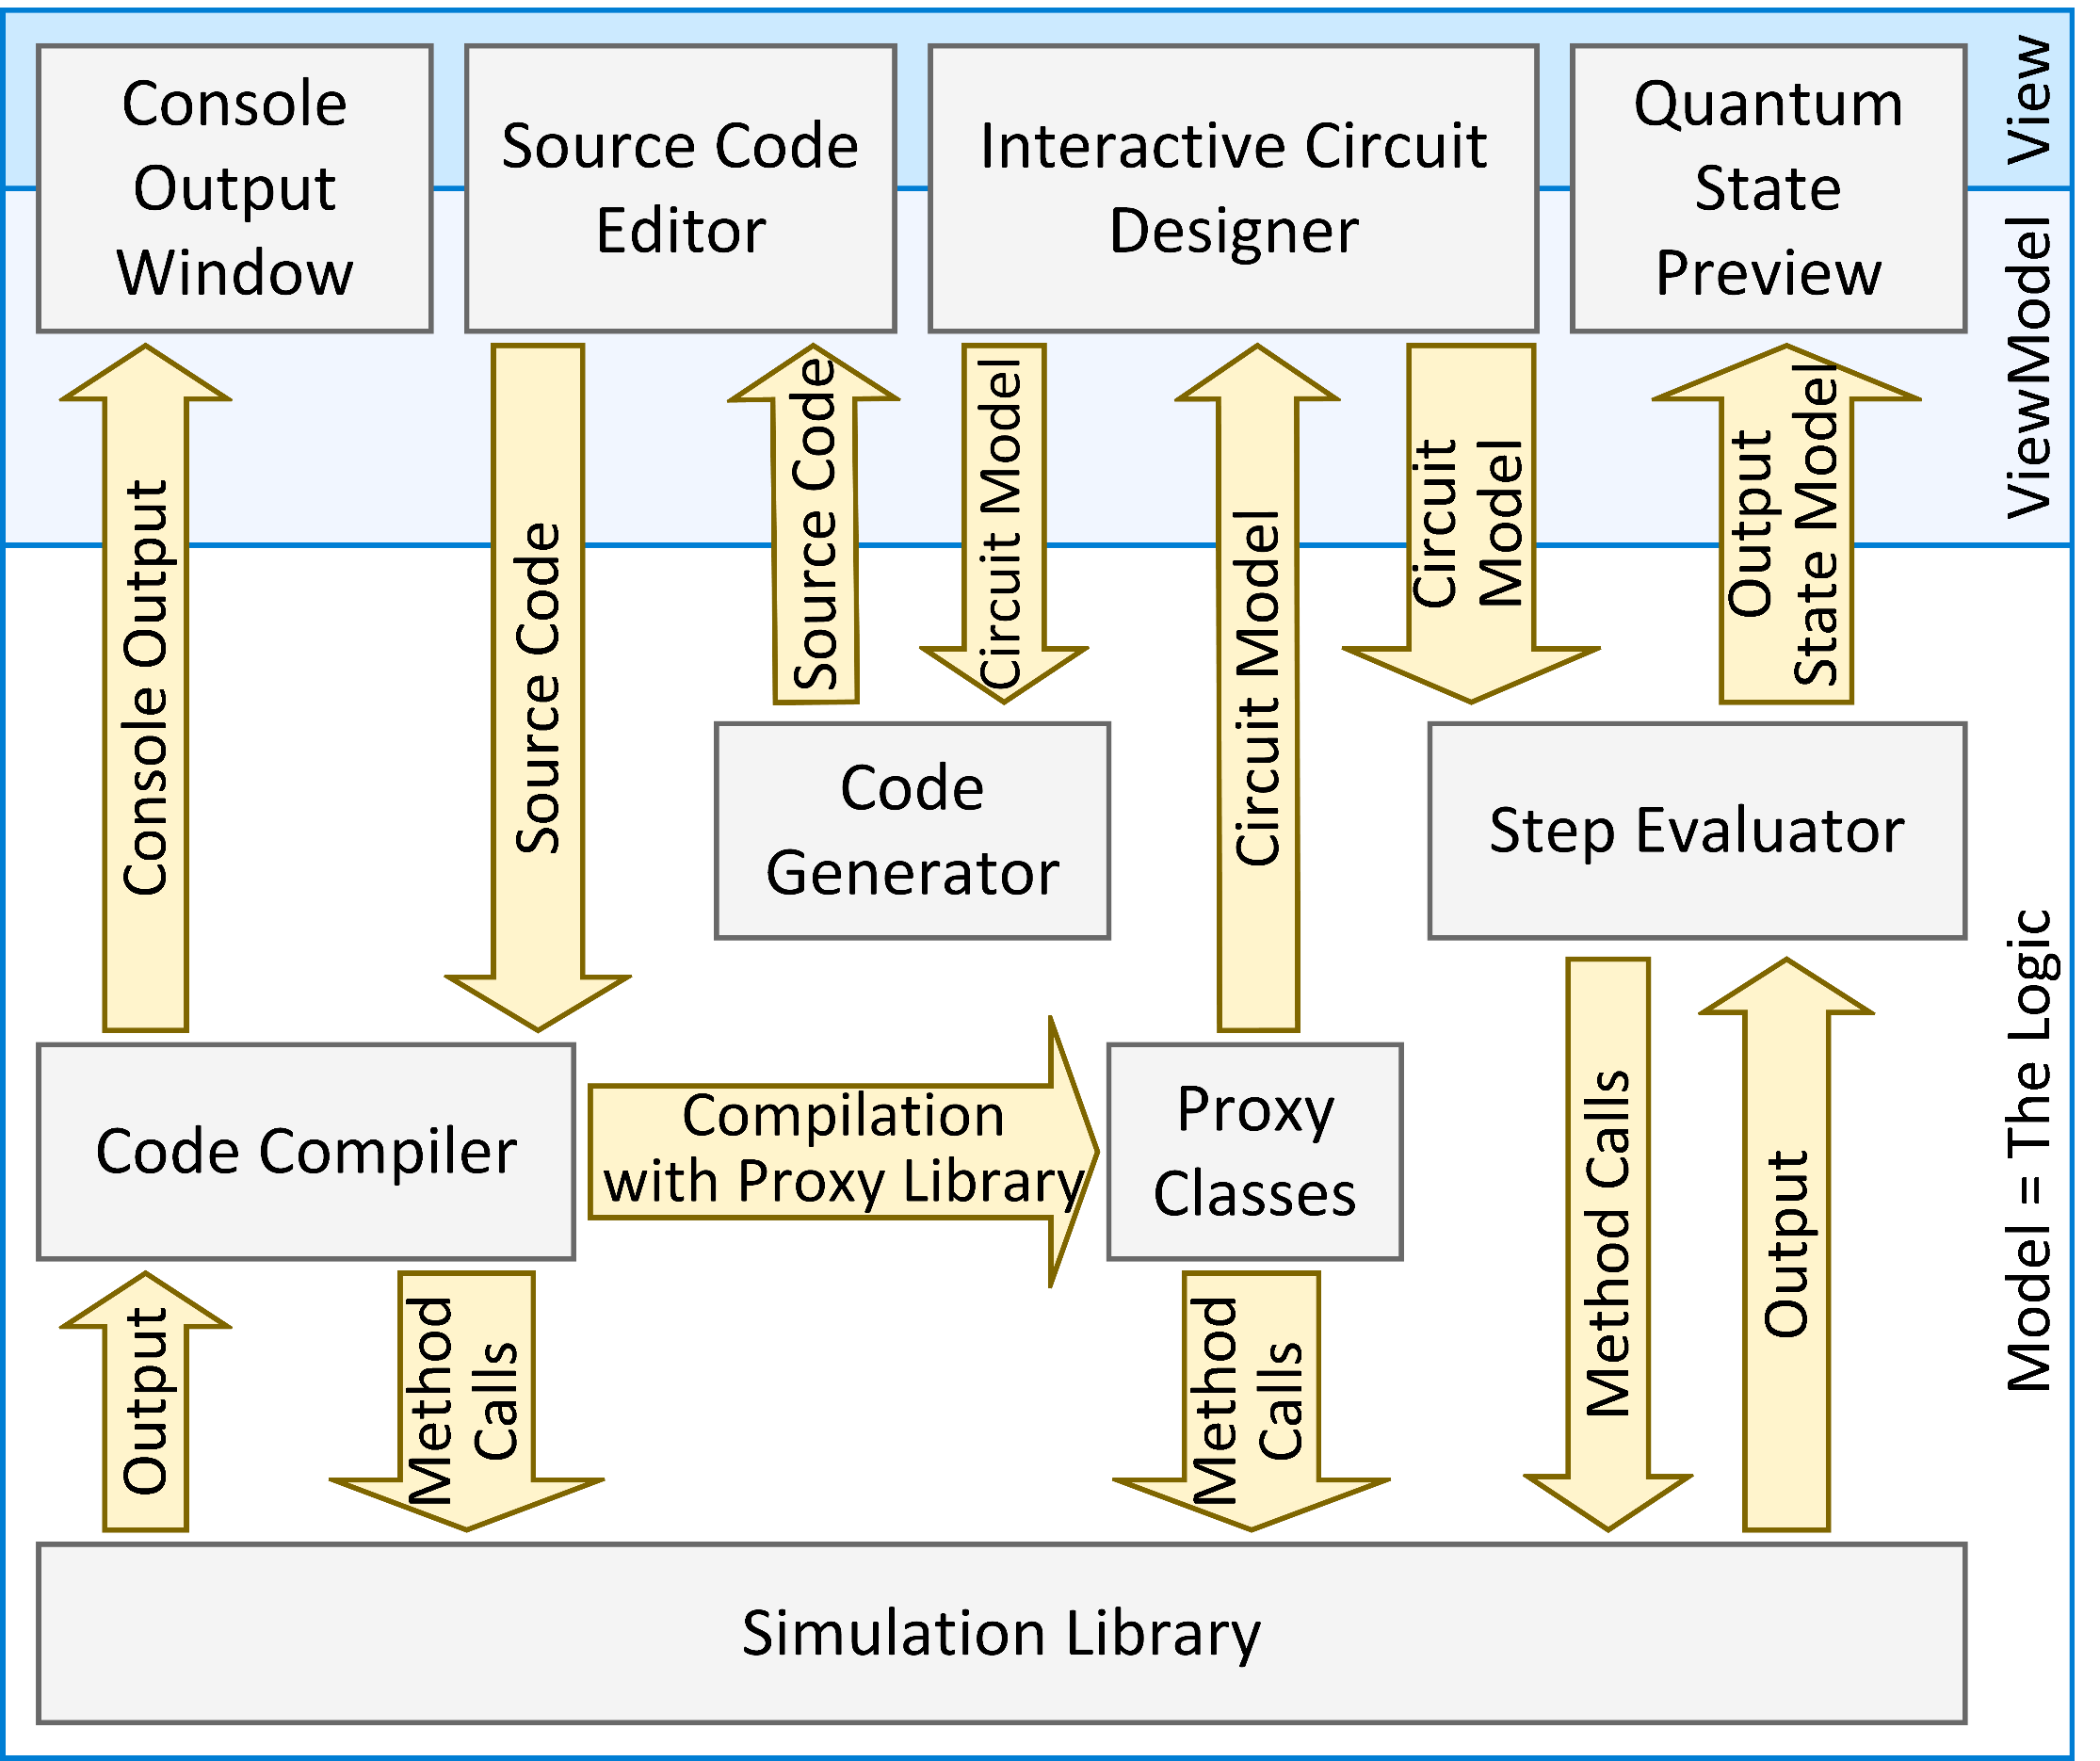 Console
Output
Window
Source Code
Editor
Interactive Circuit
Designer
Quantum
State
Preview
View
ViewModel
Console Output
Source Code
Source Code
Circuit Model
Circuit Model
Circuit
Model
Output
State Model
Code
Generator
Step Evaluator
Model = The Logic
Code Compiler
Compilation
with Proxy Library
Proxy
Classes
Method Calls
Output
Output
Method
Calls
Method
Calls
Simulation Library